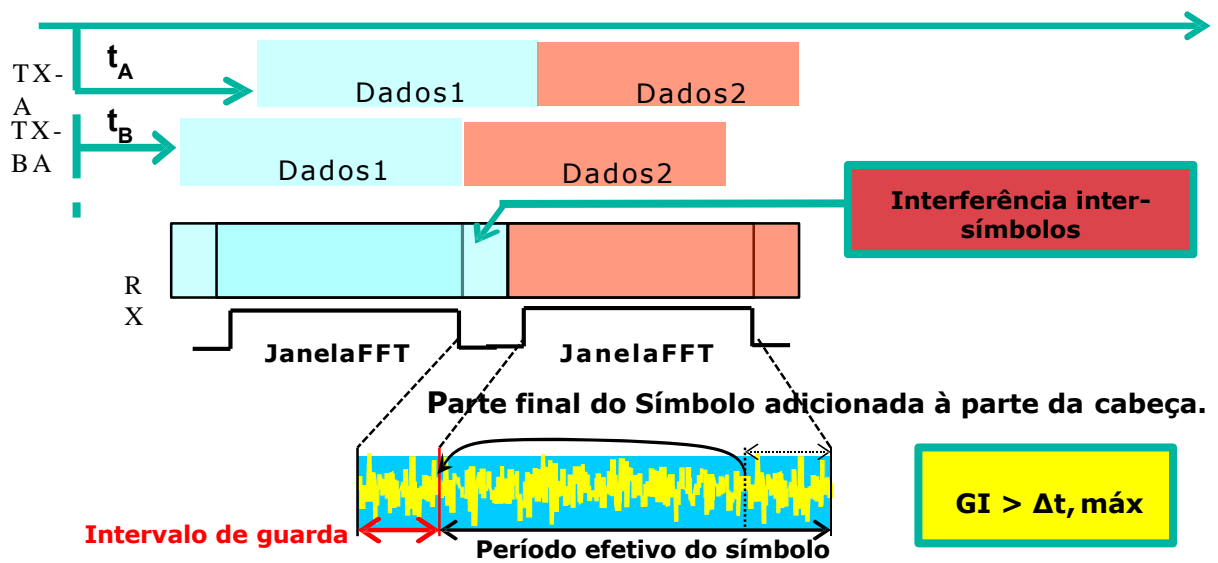 t_A
TX-
A
Dados1 Dados2
t_B
TX-
BA
Dados1 Dados2
Interferência inter-
símbolos
R
X
JanelaFFT JanelaFFT
Parte final do Símbolo adicionada à parte da cabeça.
GI > Δt, máx
Intervalo de guarda
Período efetivo do símbolo